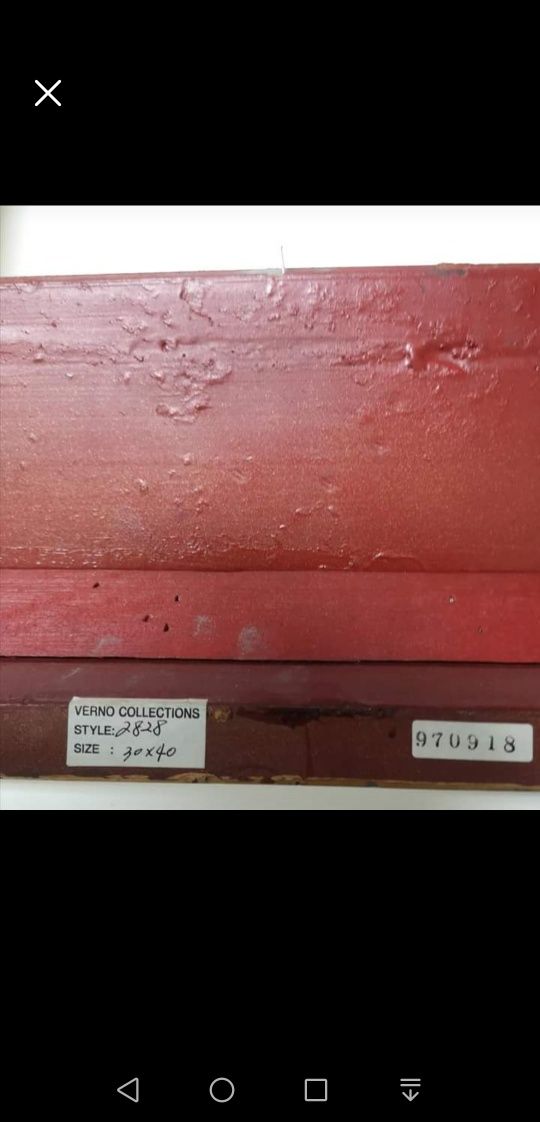 VERNO COLLECTIONS
STYLE: 2828
SIZE : 30x40
970918